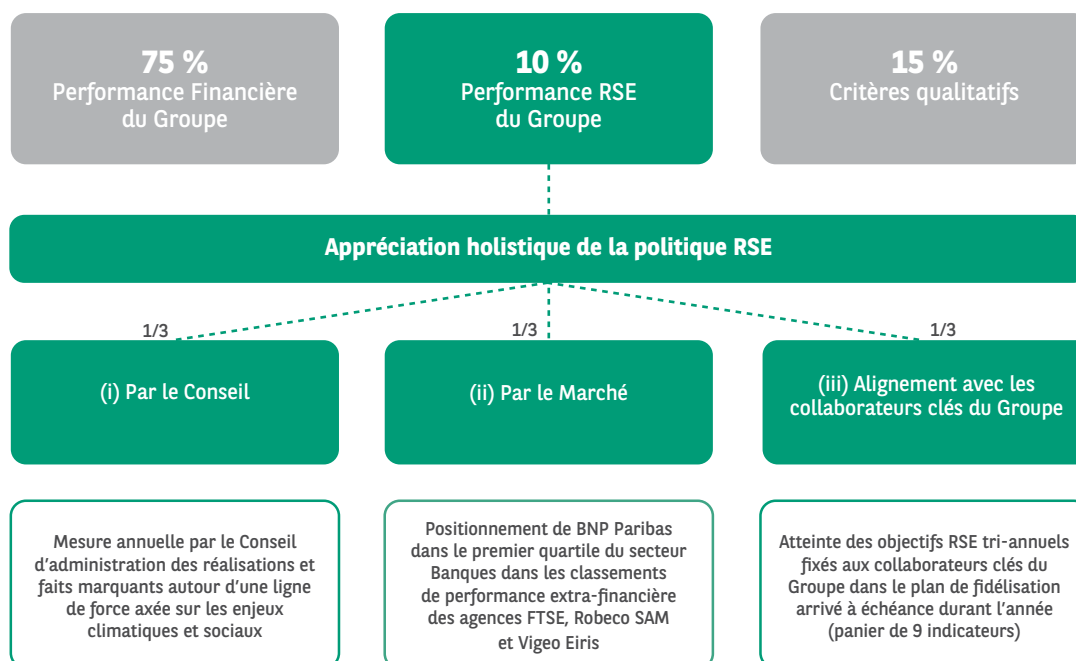 75 %
Performance Financière
du Groupe
10 %
Performance RSE
du Groupe
15 %
Critères qualitatifs
Appréciation holistique de la politique RSE
1/3
1/3
1/3
(i) Par le Conseil
(ii) Par le Marché
(iii) Alignement avec les
collaborateurs clés du Groupe
Mesure annuelle par le Conseil
d’administration des réalisations et
faits marquants autour d’une ligne
de force axée sur les enjeux
climatiques et sociaux
Positionnement de BNP Paribas
dans le premier quartile du secteur
Banques dans les classements
de performance extra-financière
des agences FTSE, Robeco SAM
et Vigeo Eiris
Atteinte des objectifs RSE tri-annuels
fixés aux collaborateurs clés du
Groupe dans le plan de fidélisation
arrivé à échéance durant l’année
(panier de 9 indicateurs)